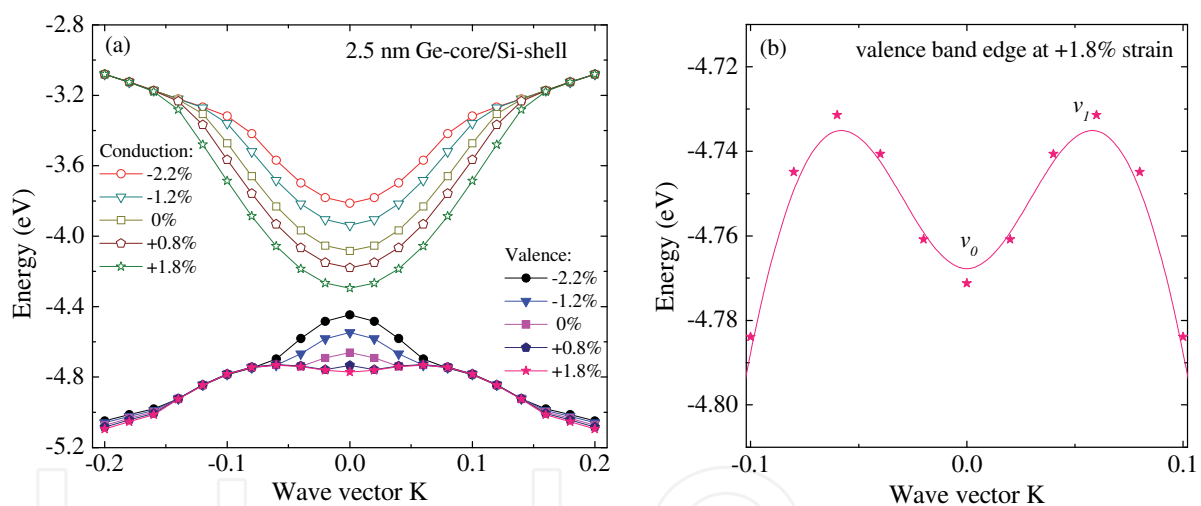 (a)
2.5 nm Ge-core/Si-shell
Energy (eV)
-2.8
-3.2
-3.6
-4.0
-4.4
-4.8
-5.2
Conduction:
-2.2%
-1.2%
0%
+0.8%
+1.8%
Valence:
-2.2%
-1.2%
0%
+0.8%
+1.8%
-0.2
-0.1
0.0
0.1
0.2
Wave vector K
(b)
valence band edge at +1.8% strain
Energy (eV)
-4.72
-4.74
-4.76
-4.78
-4.80
v1
v0
-0.1
0.0
0.1
Wave vector K